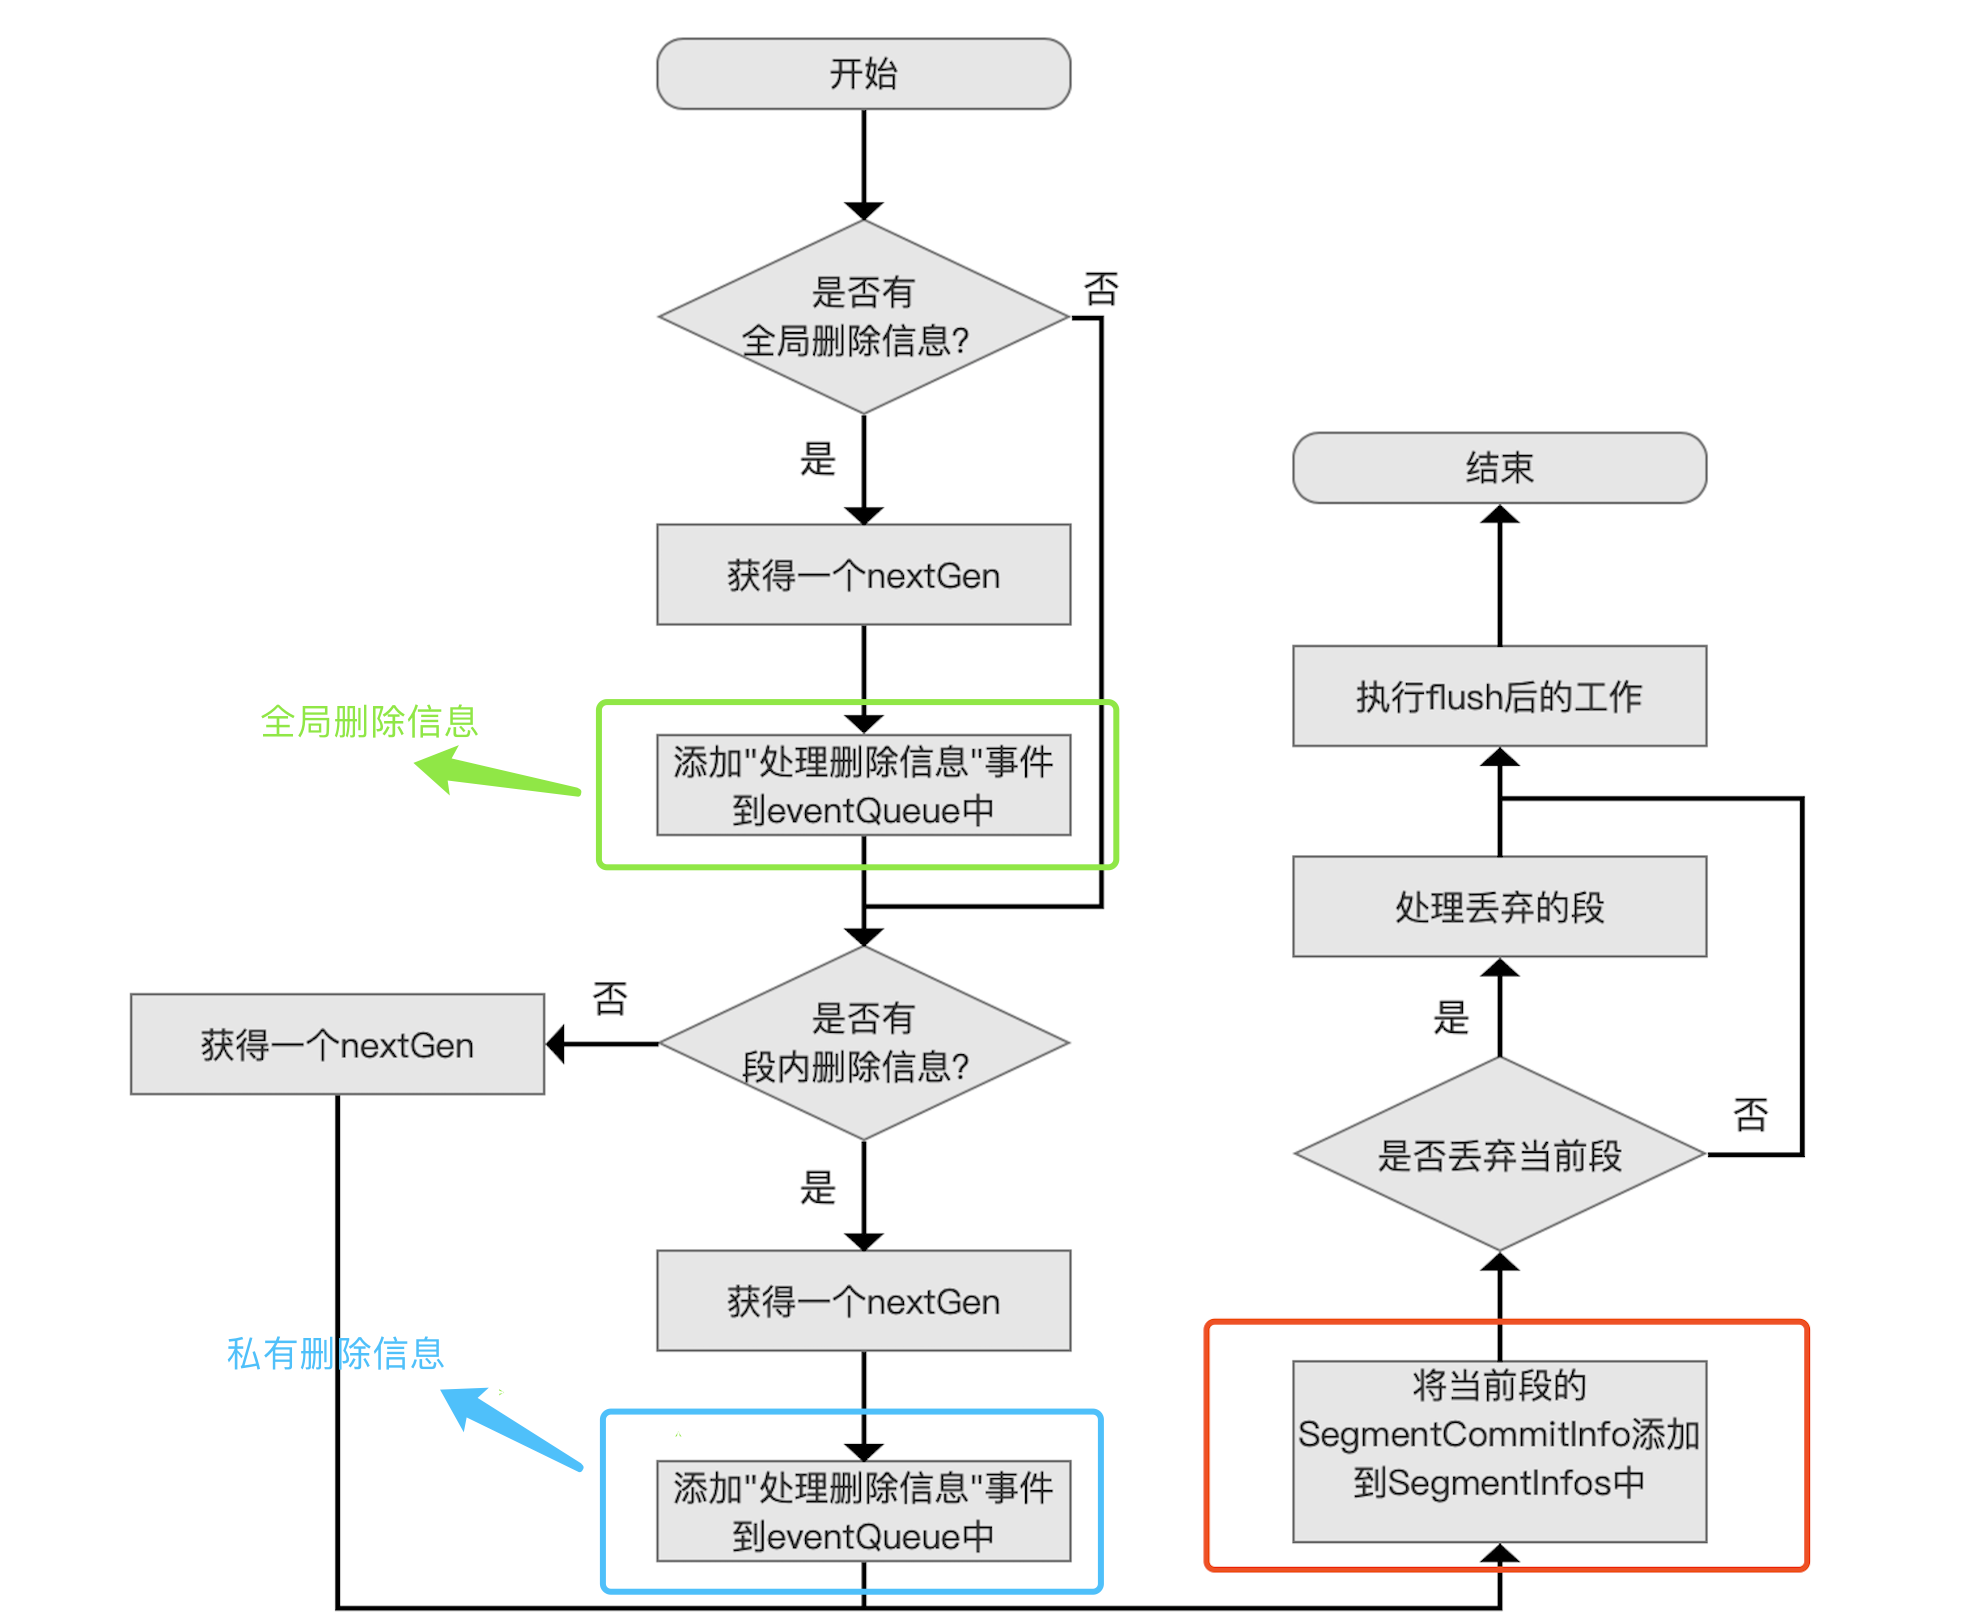 开始
是否有
全局删除信息?
否
是
获得一个nextGen
全局删除信息
添加"处理删除信息"事件
到eventQueue中
是否有
段内删除信息?
否
获得一个nextGen
是
获得一个nextGen
私有删除信息
添加"处理删除信息"事件
到eventQueue中
将当前段的
SegmentCommitInfo添加
到SegmentInfos中
是否丢弃当前段
否
是
处理丢弃的段
执行flush后的工作
结束